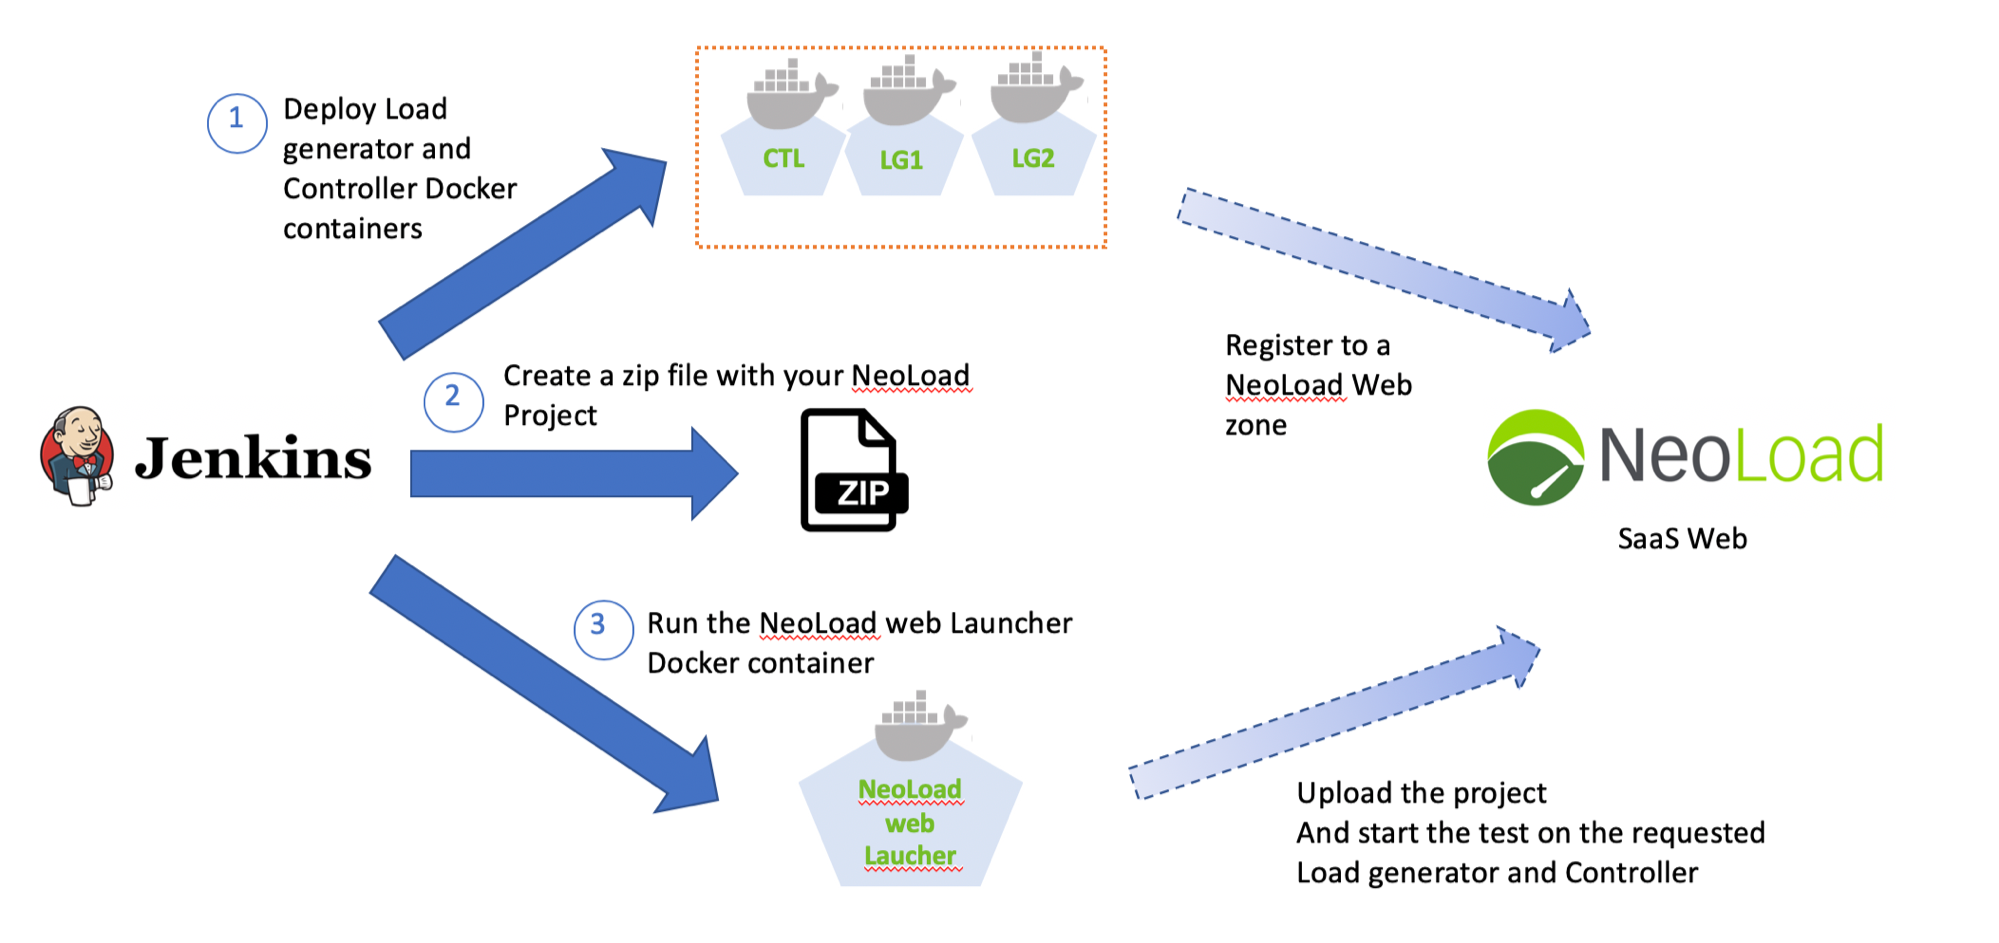 1
Deploy Load
generator and
Controller Docker
containers
CTL
LG1
LG2
2
Create a zip file with your NeoLoad
Project
ZIP
Jenkins
Register to a
NeoLoad Web
zone
NeoLoad
SaaS Web
3
Run the NeoLoad web Launcher
Docker container
NeoLoad
web
Laucher
Upload the project
And start the test on the requested
Load generator and Controller